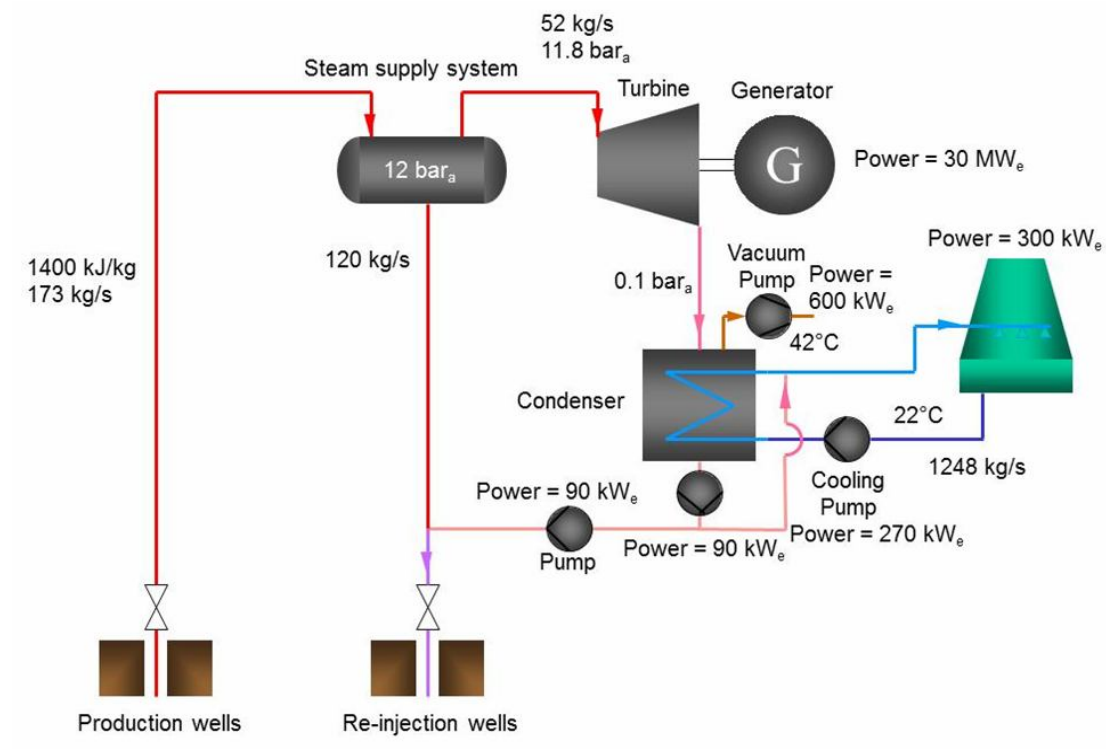 52 kg/s
11.8 bara
Steam supply system
Turbine
Generator
12 bara
G
Power = 30 MWe
1400 kJ/kg
173 kg/s
120 kg/s
0.1 bara
Vacuum
Pump
Power =
600 kWe
Power = 300 kWe
42°C
Condenser
22°C
1248 kg/s
Cooling
Pump
Power = 270 kWe
Power = 90 kWe
Pump
Power = 90 kWe
Production wells
Re-injection wells